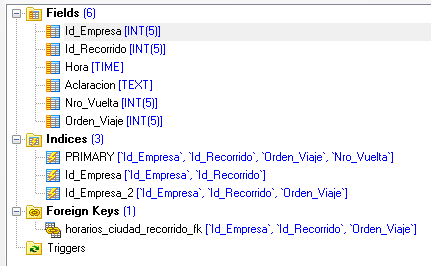 Fields (6)
Id_Empresa [INT(5)]
Id_Recorrido [INT(5)]
Hora [TIME]
Aclaracion [TEXT]
Nro_Vuelta [INT(5)]
Orden_Viaje [INT(5)]
Indices (3)
PRIMARY [`Id_Empresa`, `Id_Recorrido`, `Orden_Viaje`, `Nro_Vuelta`]
Id_Empresa [`Id_Empresa`, `Id_Recorrido`]
Id_Empresa_2 [`Id_Empresa`, `Id_Recorrido`, `Orden_Viaje`]
Foreign Keys (1)
horarios_ciudad_recorrido_fk [`Id_Empresa`, `Id_Recorrido`, `Orden_Viaje`]
Triggers